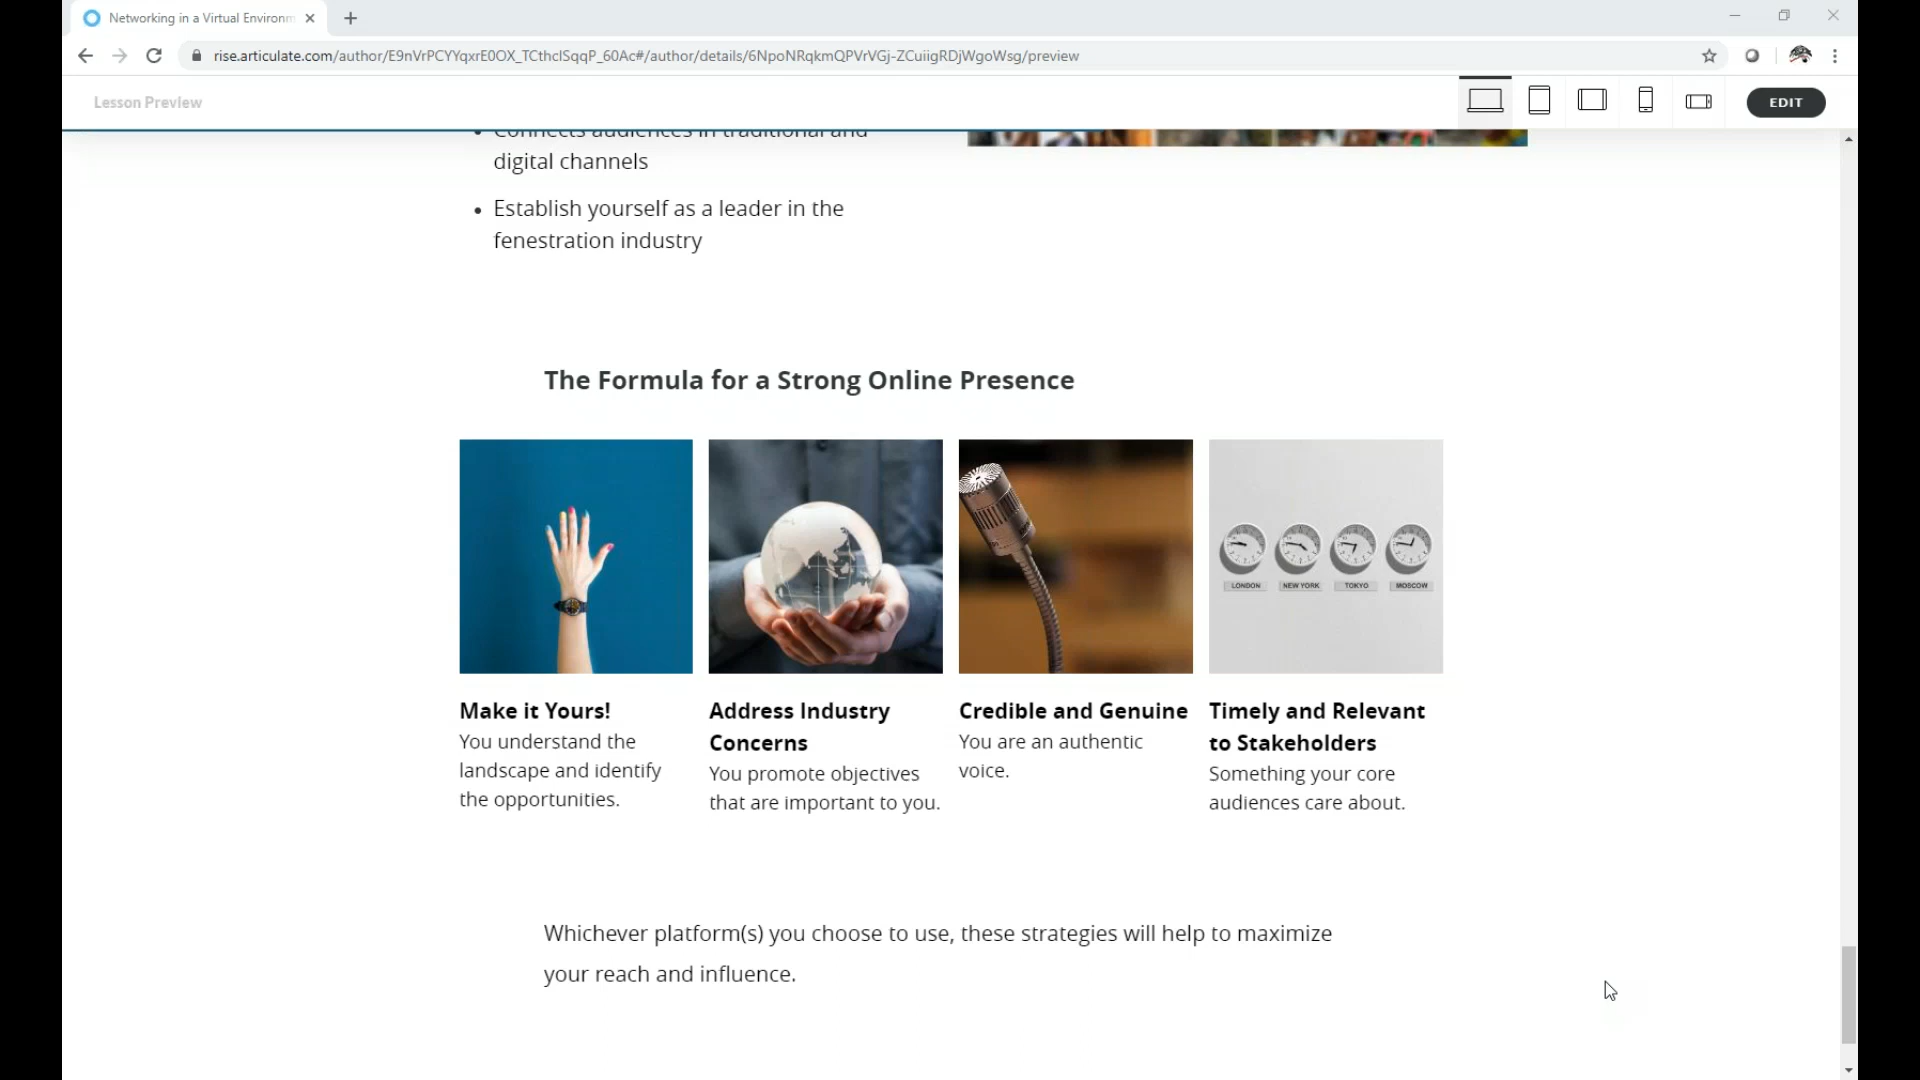 Networking in a Virtual Environm
rise.articulate.com/author/E9nVrPCYYqxrE0OX_TCthclSqqP_60Ac#/author/details/6NpoNRqkmQPVrVGj-ZCuiigRDjWgoWsg/preview
Lesson Preview
EDIT
• Connects audiences in traditional and
digital channels
• Establish yourself as a leader in the
fenestration industry
The Formula for a Strong Online Presence
LONDON NEW YORK TOKYO MOSCOW
Make it Yours!
You understand the
landscape and identify
the opportunities.
Address Industry
Concerns
You promote objectives
that are important to you.
Credible and Genuine
You are an authentic
voice.
Timely and Relevant
to Stakeholders
Something your core
audiences care about.
Whichever platform(s) you choose to use, these strategies will help to maximize
your reach and influence.